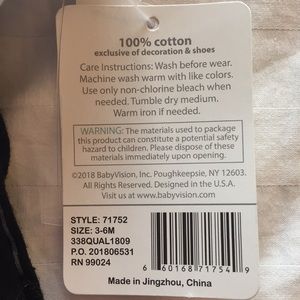 100% cotton
exclusive of decoration & shoes
Care Instructions: Wash before wear.
Machine wash warm with like colors.
Use only non-chlorine bleach when
needed. Tumble dry medium.
Warm iron if needed.
WARNING: The materials used to package
this product can constitute a potential safety
hazard to children. Please dispose of these
materials immediately upon opening.
©2018 BabyVision, Inc. Poughkeepsie, NY 12603.
All Rights Reserved. Designed in the U.S.A.
Visit us at www.babyvision.com
STYLE: 71752
SIZE: 3-6M
338QUAL1809
P.O. 201806531
RN 99024
6 60168 71754 9
Made in Jingzhou, China